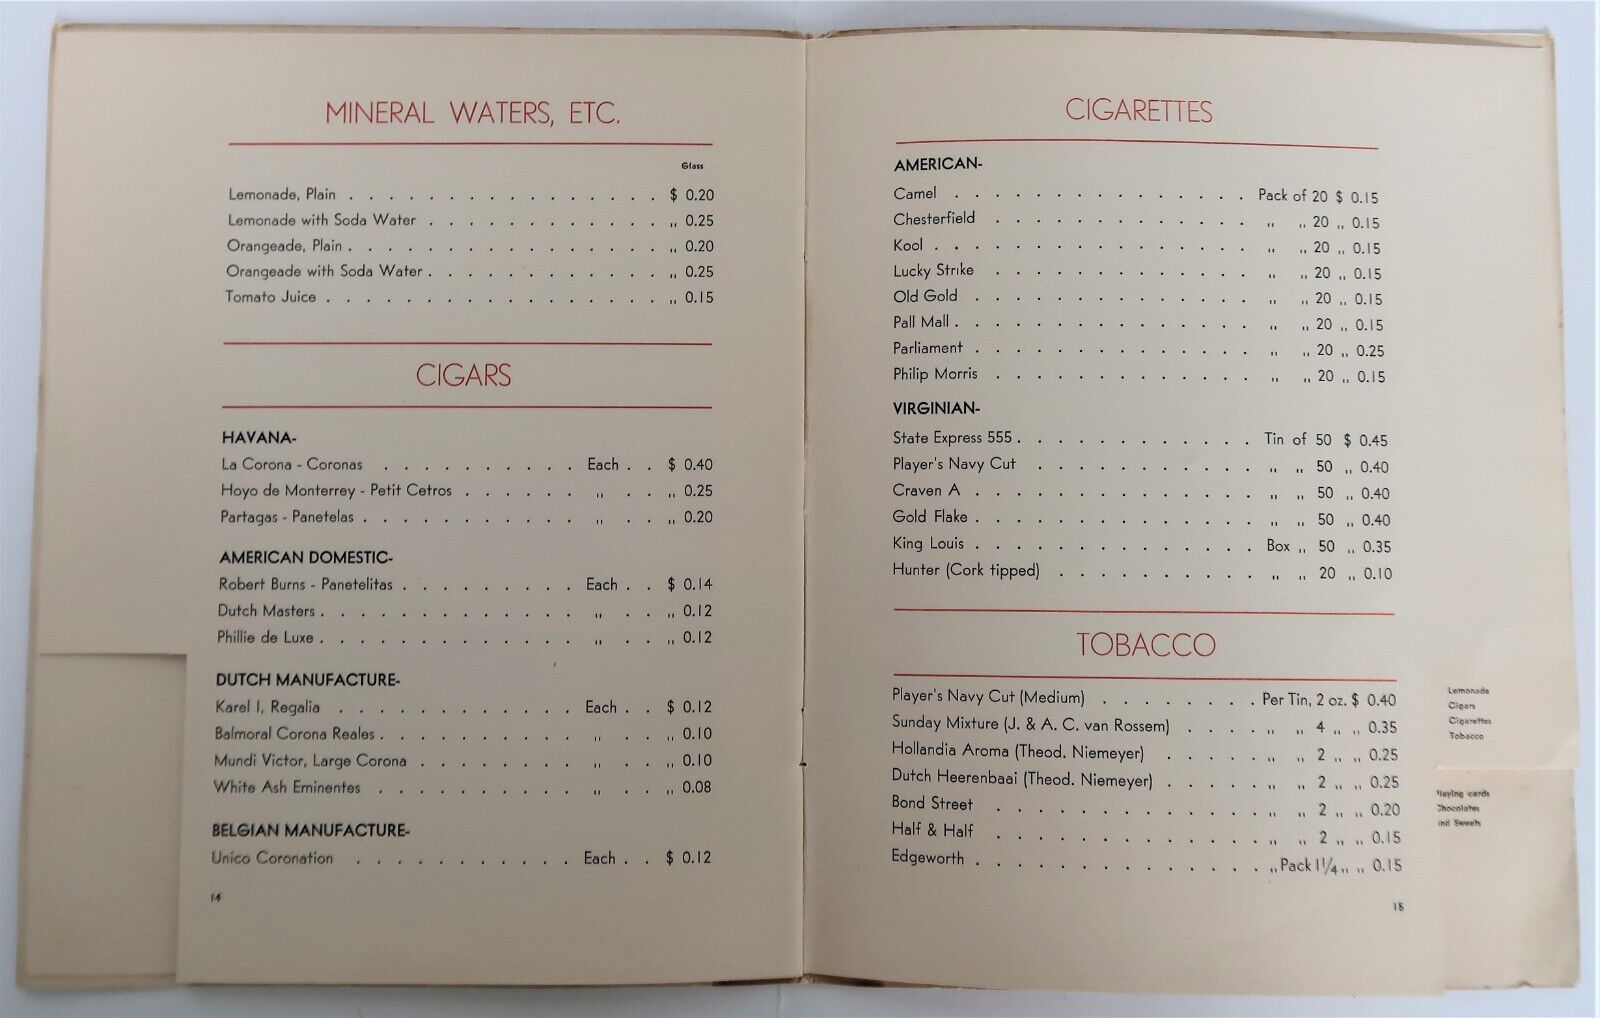 MINERAL WATERS, ETC.
Glass
Lemonade, Plain . . . . . . . . . . . . . . . . $ 0.20
Lemonade with Soda Water . . . . . . . . . . . . ,, 0.25
Orangeade, Plain . . . . . . . . . . . . . . . . ,, 0.20
Orangeade with Soda Water . . . . . . . . . . . . ,, 0.25
Tomato Juice . . . . . . . . . . . . . . . . . ,, 0.15
CIGARS
HAVANA-
La Corona - Coronas . . . . . . . . . . Each . . $ 0.40
Hoyo de Monterrey - Petit Cetros . . . . . . ,, . . ,, 0.25
Partagas - Panetelas . . . . . . . . . . . ,, . . ,, 0.20
AMERICAN DOMESTIC-
Robert Burns - Panetelitas . . . . . . . . . Each . . $ 0.14
Dutch Masters . . . . . . . . . . . . . ,, . . ,, 0.12
Phillie de Luxe . . . . . . . . . . . . . ,, . . ,, 0.12
DUTCH MANUFACTURE-
Karel I, Regalia . . . . . . . . . . . . Each . . $ 0.12
Balmoral Corona Reales . . . . . . . . . . ,, . . ,, 0.10
Mundi Victor, Large Corona . . . . . . . . ,, . . ,, 0.10
White Ash Eminentes . . . . . . . . . . ,, . . ,, 0.08
BELGIAN MANUFACTURE-
Unico Coronation . . . . . . . . . . . Each . . $ 0.12
14
CIGARETTES
AMERICAN-
Camel . . . . . . . . . . . . . . . Pack of 20 $ 0.15
Chesterfield . . . . . . . . . . . . . ,, ,, 20 ,, 0.15
Kool . . . . . . . . . . . . . . . . ,, ,, 20 ,, 0.15
Lucky Strike . . . . . . . . . . . . . ,, ,, 20 ,, 0.15
Old Gold . . . . . . . . . . . . . . ,, ,, 20 ,, 0.15
Pall Mall . . . . . . . . . . . . . . . ,, ,, 20 ,, 0.15
Parliament . . . . . . . . . . . . . . ,, ,, 20 ,, 0.25
Philip Morris . . . . . . . . . . . . . ,, ,, 20 ,, 0.15
VIRGINIAN-
State Express 555 . . . . . . . . . . . . Tin of 50 $ 0.45
Player's Navy Cut . . . . . . . . . . . ,, ,, 50 ,, 0.40
Craven A . . . . . . . . . . . . . . ,, ,, 50 ,, 0.40
Gold Flake . . . . . . . . . . . . . . ,, ,, 50 ,, 0.40
King Louis . . . . . . . . . . . . . . Box ,, 50 ,, 0.35
Hunter (Cork tipped) . . . . . . . . . . ,, ,, 20 ,, 0.10
TOBACCO
Player's Navy Cut (Medium) . . . . . . . . Per Tin, 2 oz. $ 0.40
Sunday Mixture (J. & A. C. van Rossem) . . . . ,, ,, 4 ,, ,, 0.35
Hollandia Aroma (Theod. Niemeyer) . . . . . ,, ,, 2 ,, ,, 0.25
Dutch Heerenbaai (Theod. Niemeyer) . . . . . ,, ,, 2 ,, ,, 0.25
Bond Street . . . . . . . . . . . . . ,, ,, 2 ,, ,, 0.20
Half & Half . . . . . . . . . . . . . ,, ,, 2 ,, ,, 0.15
Edgeworth . . . . . . . . . . . . . . ,, Pack 1 1/4 ,, ,, 0.15
Lemonade
Cigars
Cigarettes
Tobacco
laying cards
hocolates
nd Sweets